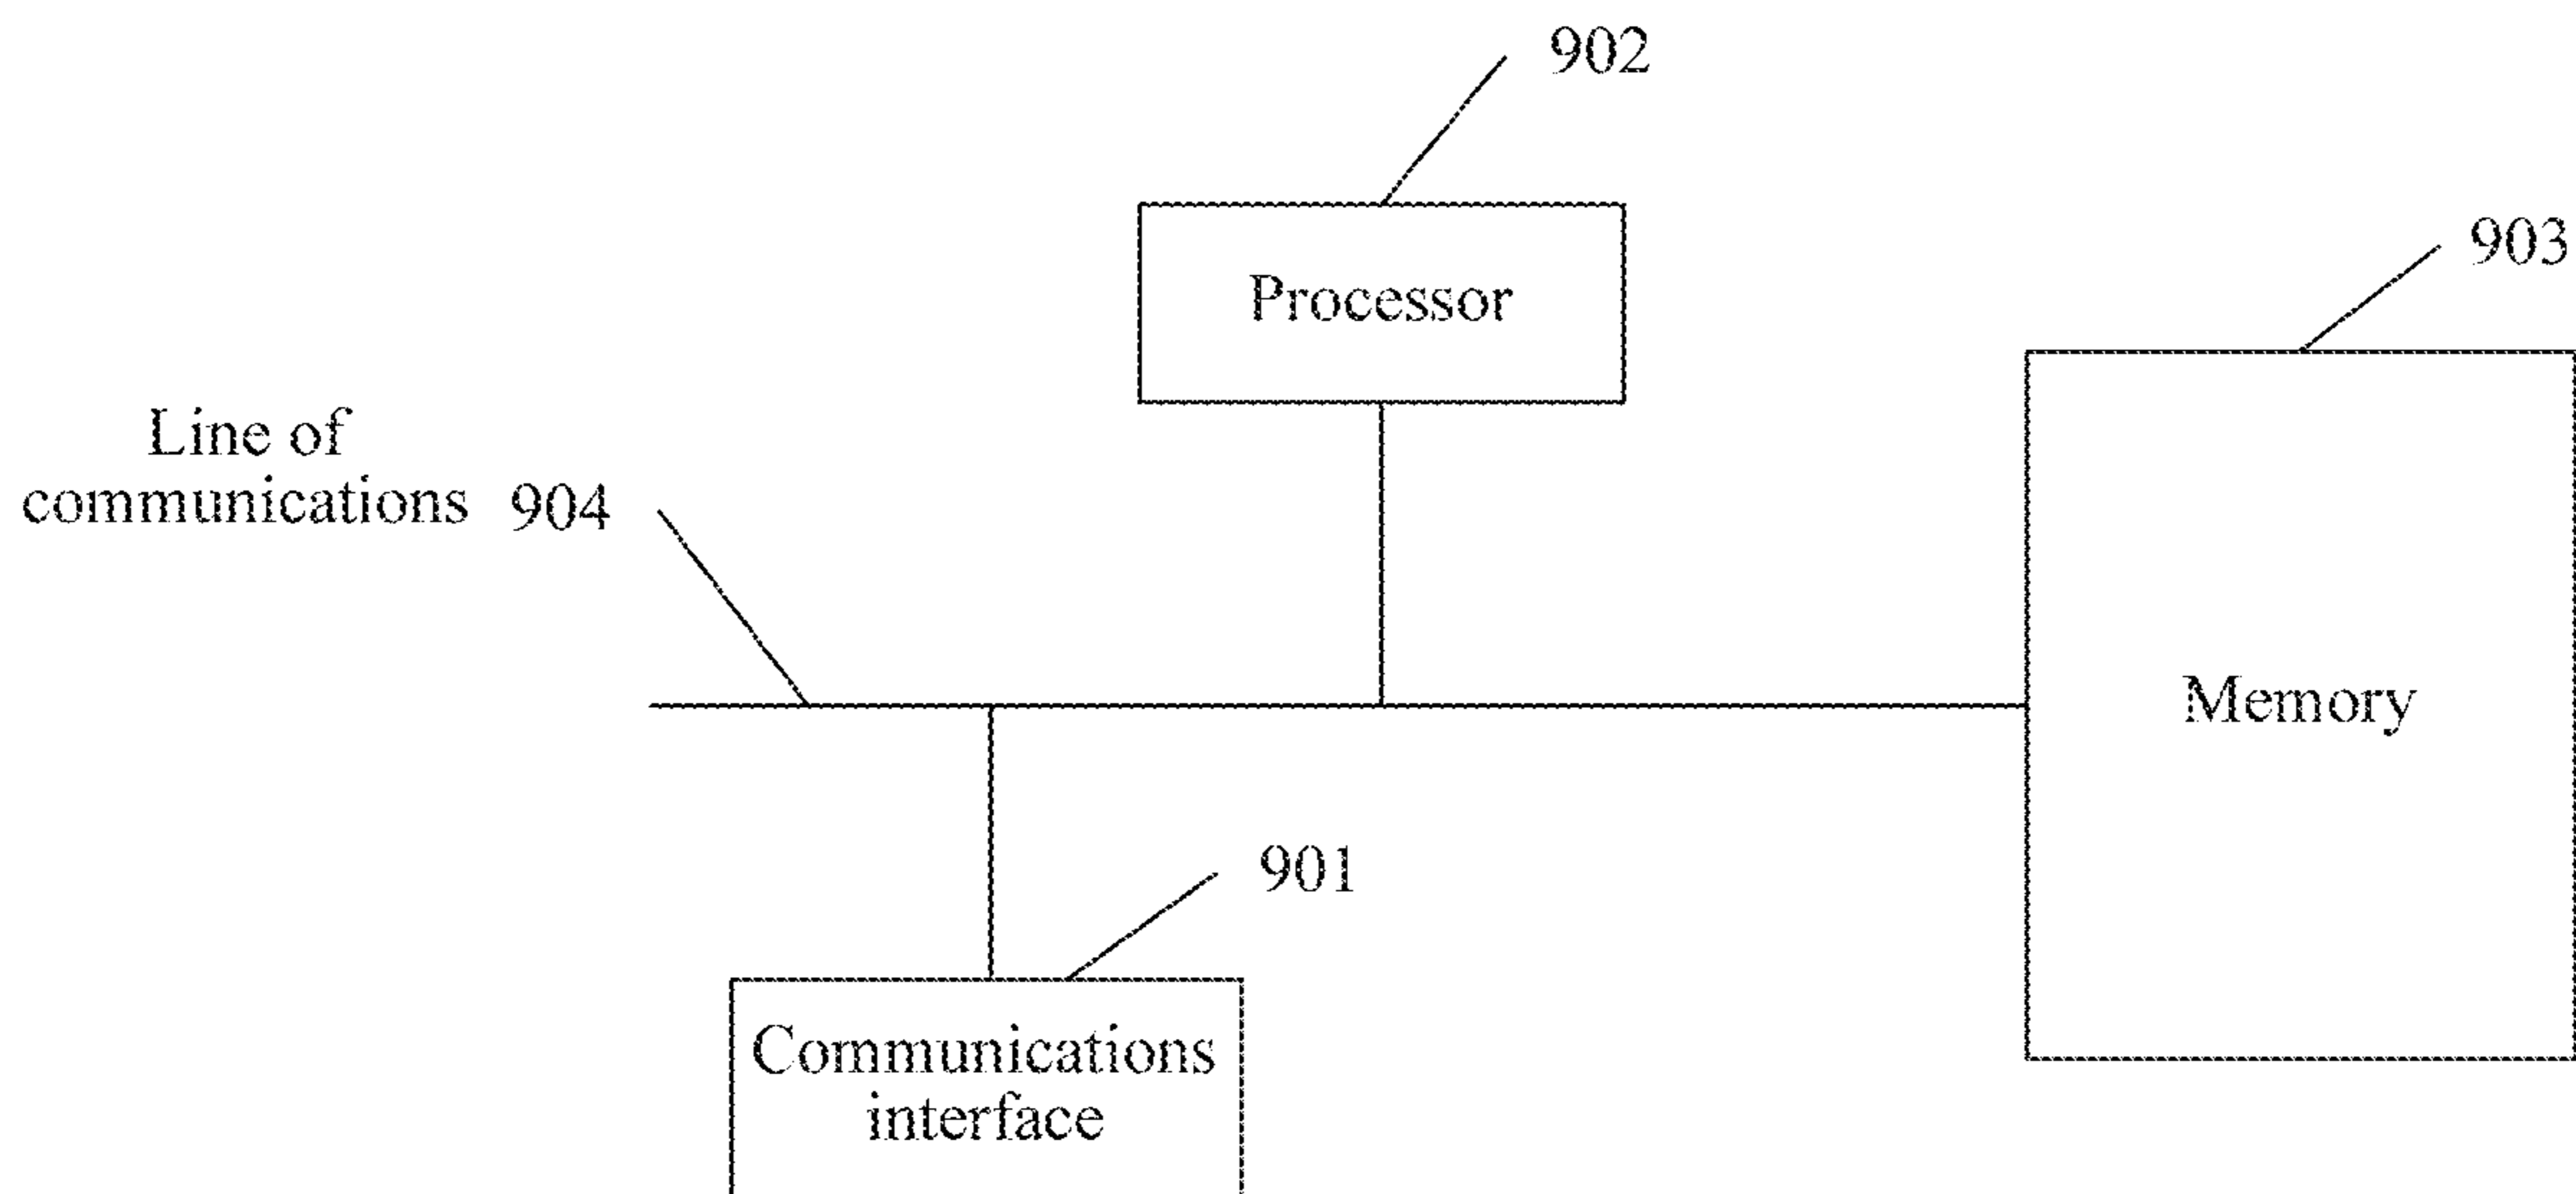 902
Processor
903
Line of
communications 904
Memory
901
Communications
interface